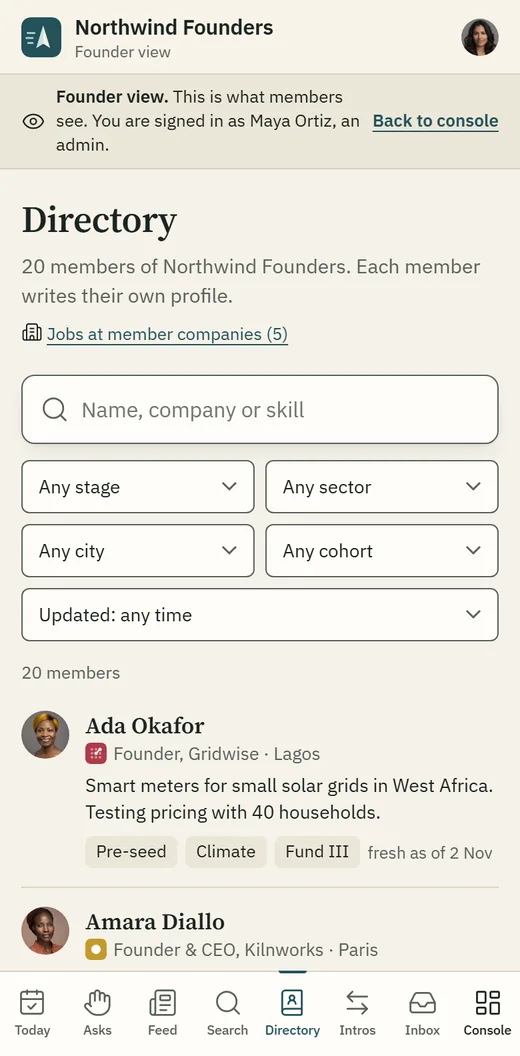 Northwind Founders
Founder view
Founder view. This is what members
see. You are signed in as Maya Ortiz, an
admin.
Back to console
Directory
20 members of Northwind Founders. Each member
writes their own profile.
Jobs at member companies (5)
Name, company or skill
Any stage
Any sector
Any city
Any cohort
Updated: any time
20 members
Ada Okafor
Founder, Gridwise · Lagos
Smart meters for small solar grids in West Africa.
Testing pricing with 40 households.
Pre-seed Climate Fund III fresh as of 2 Nov
Amara Diallo
Founder & CEO, Kilnworks · Paris
Today Asks Feed Search Directory Intros Inbox Console